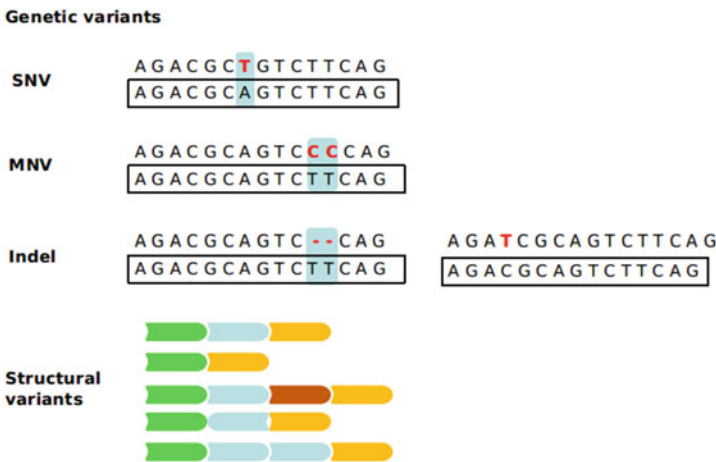 Genetic variants
SNV
AGACGCTGTCTTCAG
AGACGCAGTCTTCAG
MNV
AGACGCAGTCCCCAG
AGACGCAGTCTTCAG
Indel
AGACGCAGTC--CAG
AGACGCAGTCTTCAG
AGATCGCAGTCTTCAG
AGACGCAGTCTTCAG
Structural
variants